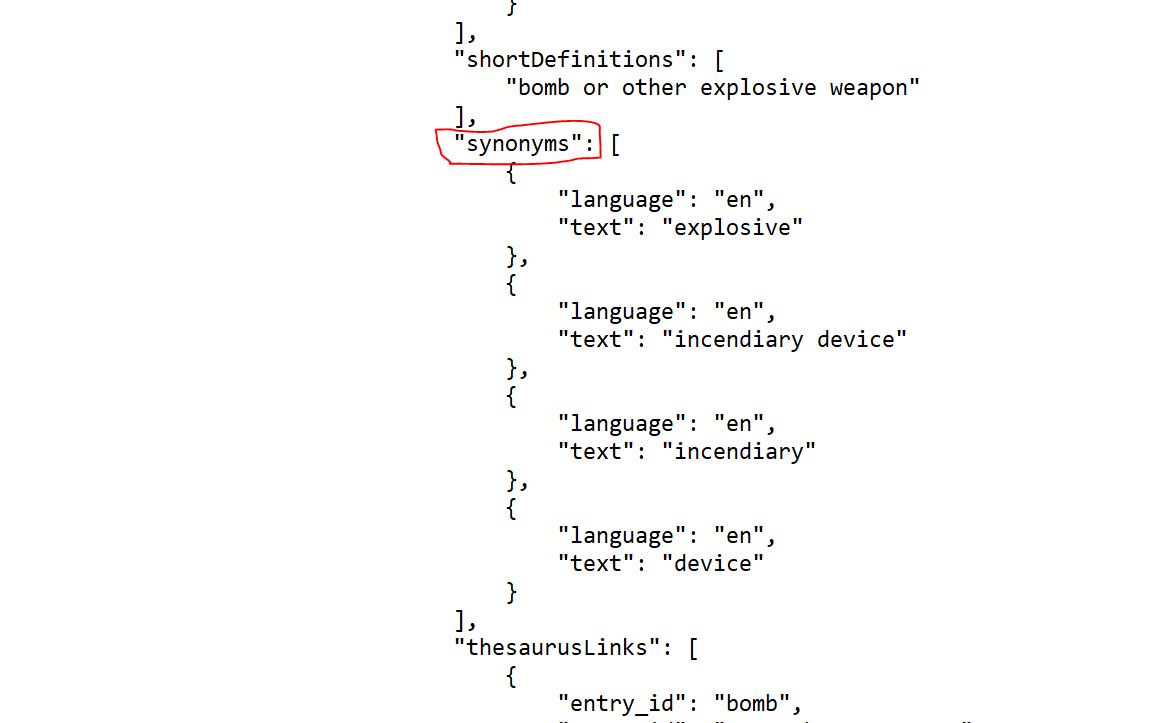 }
],
"shortDefinitions": [
"bomb or other explosive weapon"
],
"synonyms": [
{
"language": "en",
"text": "explosive"
},
{
"language": "en",
"text": "incendiary device"
},
{
"language": "en",
"text": "incendiary"
},
{
"language": "en",
"text": "device"
}
],
"thesaurusLinks": [
{
"entry_id": "bomb",